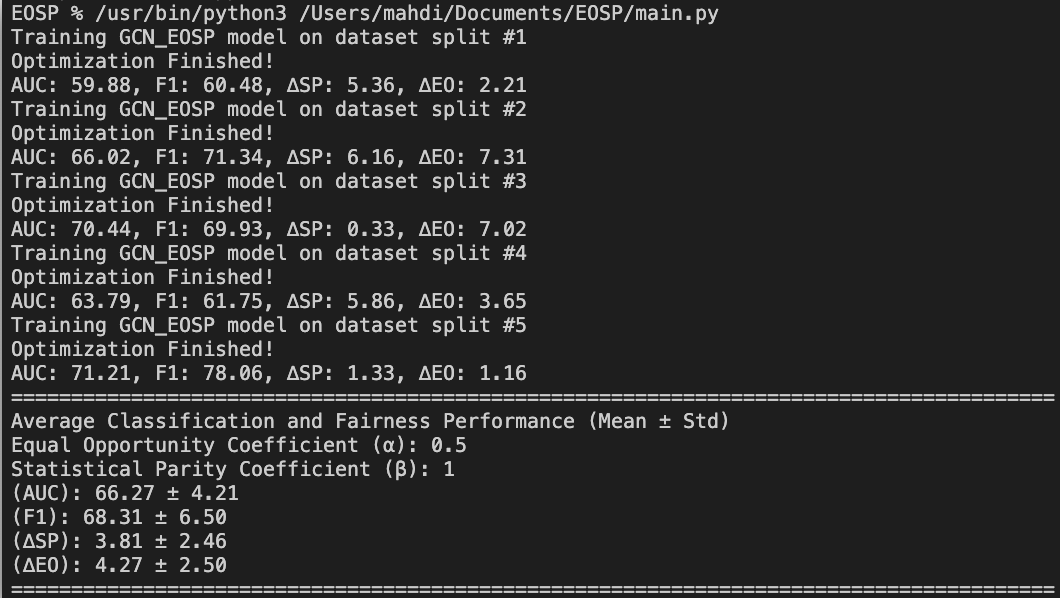 EOSP % /usr/bin/python3 /Users/mahdi/Documents/EOSP/main.py
Training GCN_EOSP model on dataset split #1
Optimization Finished!
AUC: 59.88, F1: 60.48, ΔSP: 5.36, ΔEO: 2.21
Training GCN_EOSP model on dataset split #2
Optimization Finished!
AUC: 66.02, F1: 71.34, ΔSP: 6.16, ΔEO: 7.31
Training GCN_EOSP model on dataset split #3
Optimization Finished!
AUC: 70.44, F1: 69.93, ΔSP: 0.33, ΔEO: 7.02
Training GCN_EOSP model on dataset split #4
Optimization Finished!
AUC: 63.79, F1: 61.75, ΔSP: 5.86, ΔEO: 3.65
Training GCN_EOSP model on dataset split #5
Optimization Finished!
AUC: 71.21, F1: 78.06, ΔSP: 1.33, ΔEO: 1.16
=======================================================================================
Average Classification and Fairness Performance (Mean ± Std)
Equal Opportunity Coefficient (α): 0.5
Statistical Parity Coefficient (β): 1
(AUC): 66.27 ± 4.21
(F1): 68.31 ± 6.50
(ΔSP): 3.81 ± 2.46
(ΔEO): 4.27 ± 2.50
=======================================================================================